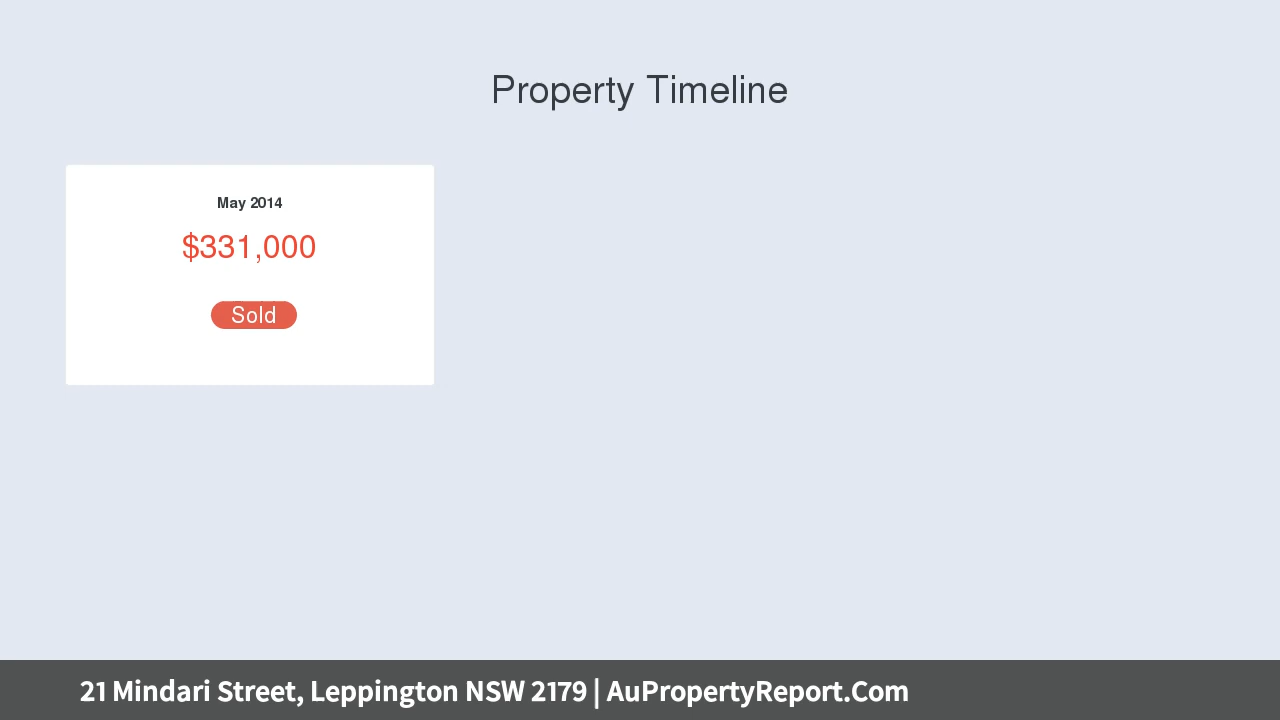 Property Timeline
May 2014
$331,000
Sold
21 Mindari Street, Leppington NSW 2179 | AuPropertyReport.Com